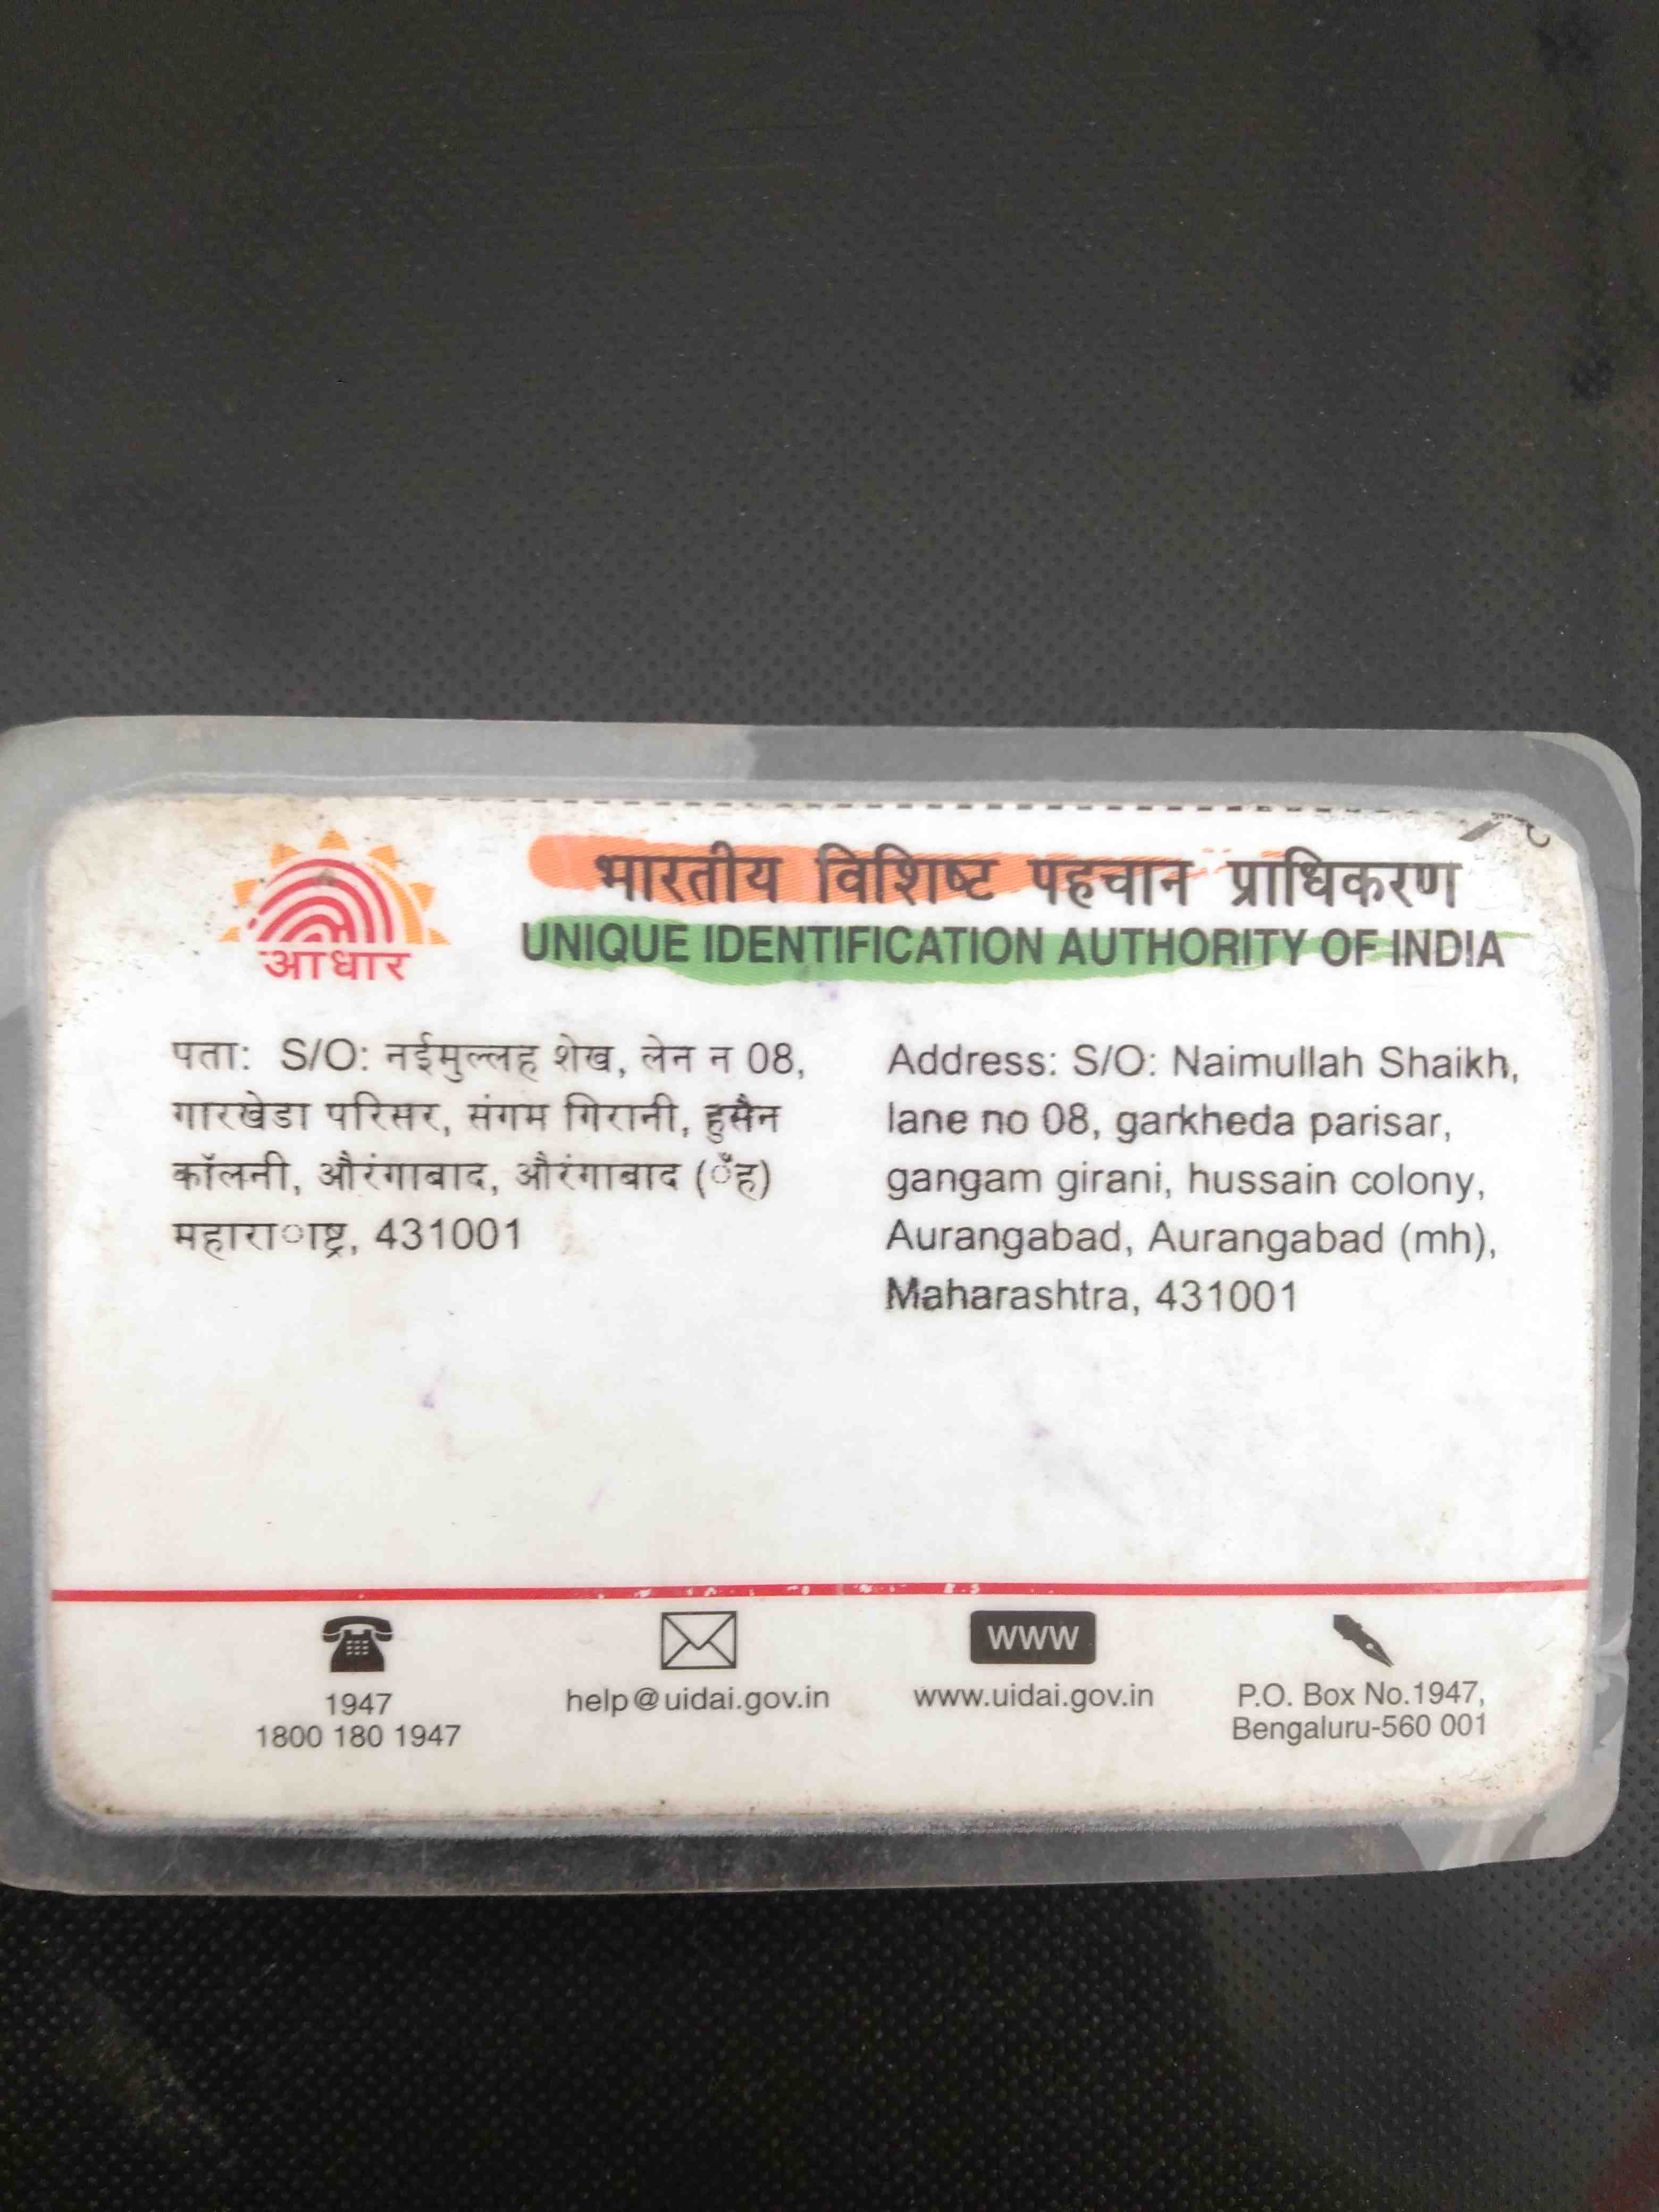 भारतीय विशिष्ट पहचान प्राधिकरण
UNIQUE IDENTIFICATION AUTHORITY OF INDIA
आधार
पता: S/O: नईमुल्लह शेख, लेन न 08,
गारखेडा परिसर, संगम गिरानी, हुसैन
कॉलनी, औरंगाबाद, औरंगाबाद (ँह)
महारााष्ट्र, 431001
Address: S/O: Naimullah Shaikh,
lane no 08, garkheda parisar,
gangam girani, hussain colony,
Aurangabad, Aurangabad (mh),
Maharashtra, 431001
1947
1800 180 1947
help@uidai.gov.in
WWW
www.uidai.gov.in
P.O. Box No.1947,
Bengaluru-560 001